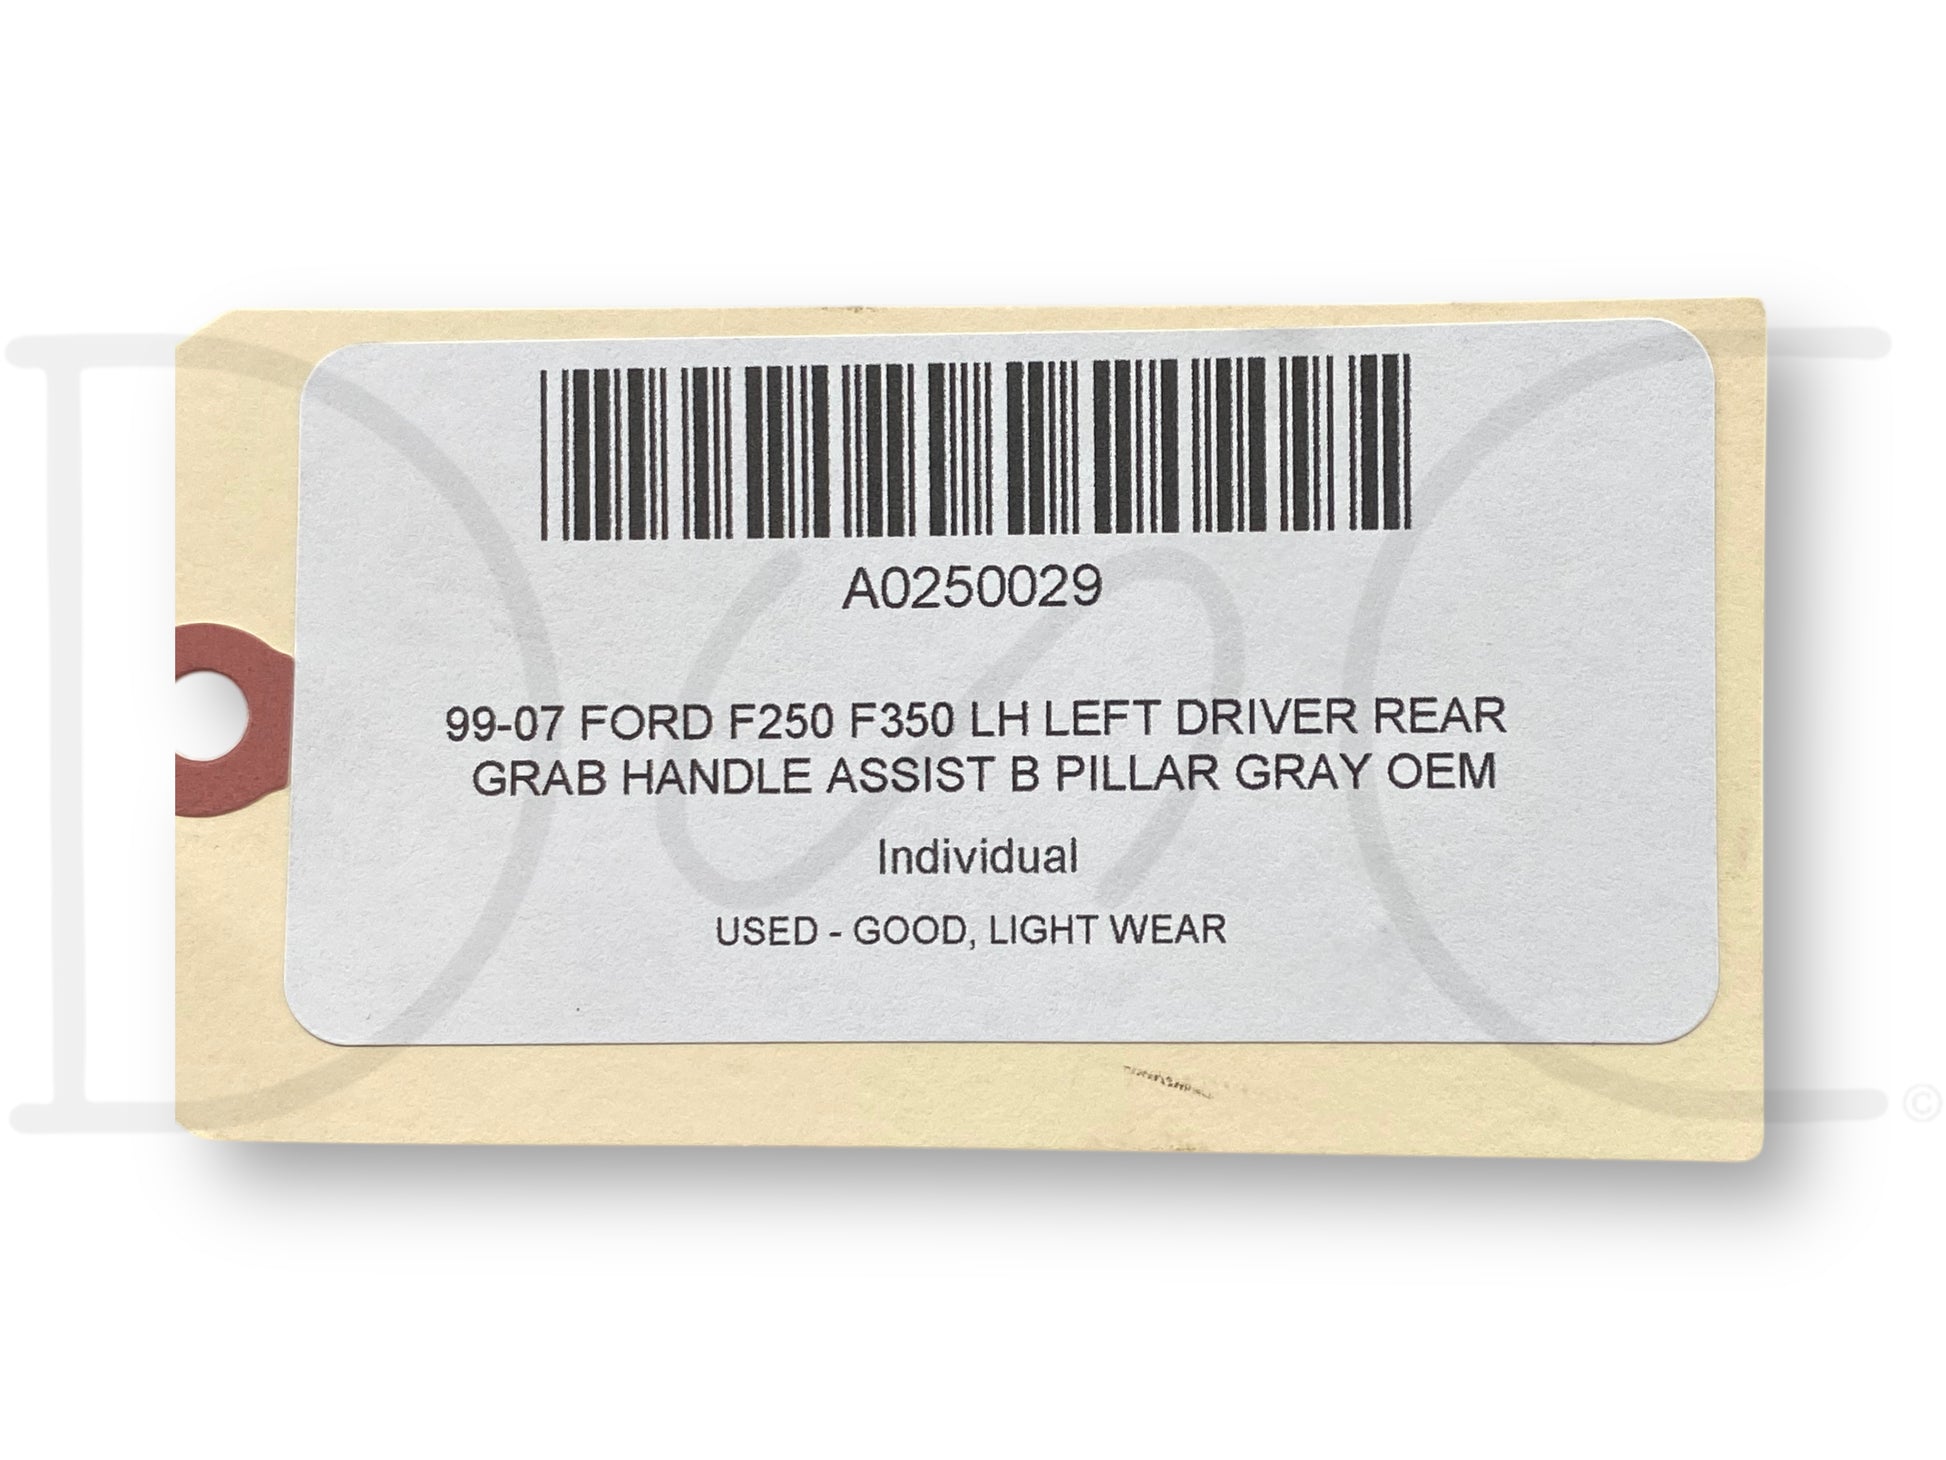 A0250029
99-07 FORD F250 F350 LH LEFT DRIVER REAR
GRAB HANDLE ASSIST B PILLAR GRAY OEM
Individual
USED - GOOD, LIGHT WEAR
©